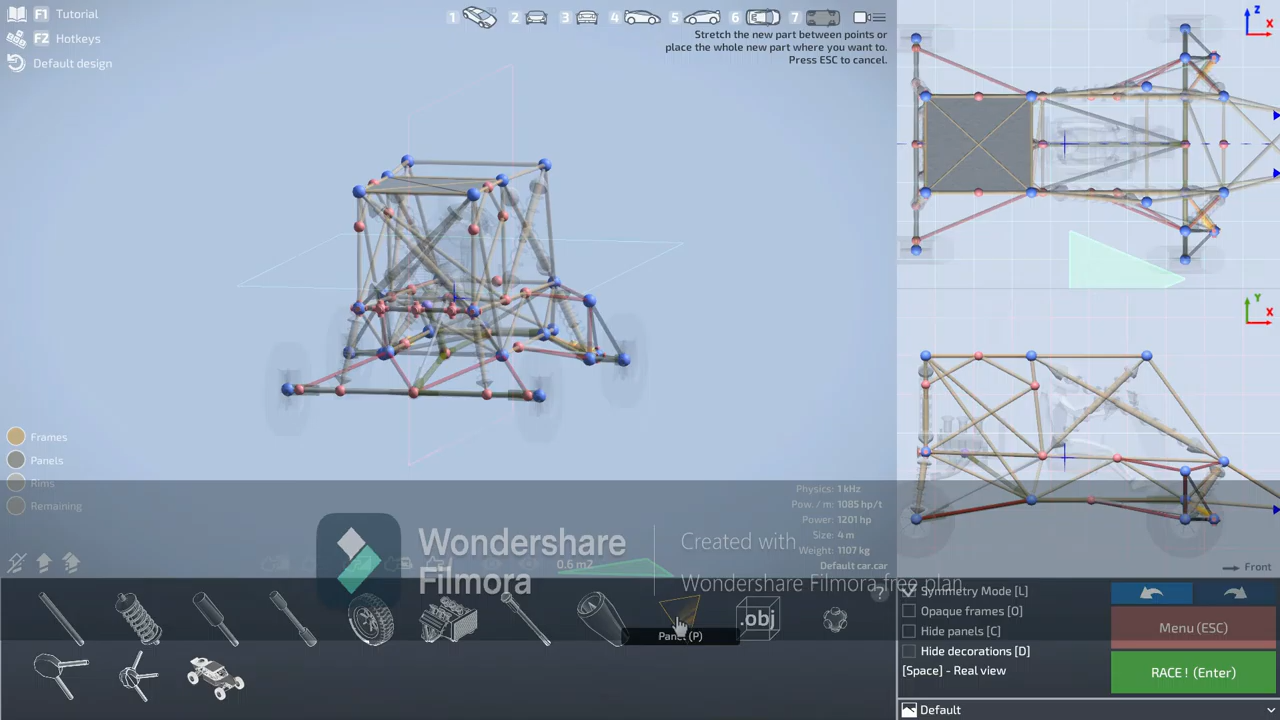 F1 Tutorial
F2 Hotkeys
Default design
1 2 3 4 5 6 7
Stretch the new part between points or
place the whole new part where you want to.
Press ESC to cancel.
Z
X
Y
X
Frames
Panels
Rims
Remaining
Physics: 1 kHz
Pow. / m: 1085 hp/t
Power: 1201 hp
Size: 4 m
Weight: 1107 kg
Default car.car
0.6 m2
Wondershare
Filmora
Created with
Wondershare Filmora free plan
Front
?
.obj
Panel (P)
Symmetry Mode [L]
Opaque frames [O]
Hide panels [C]
Hide decorations [D]
[Space] - Real view
Menu (ESC)
RACE! (Enter)
Default